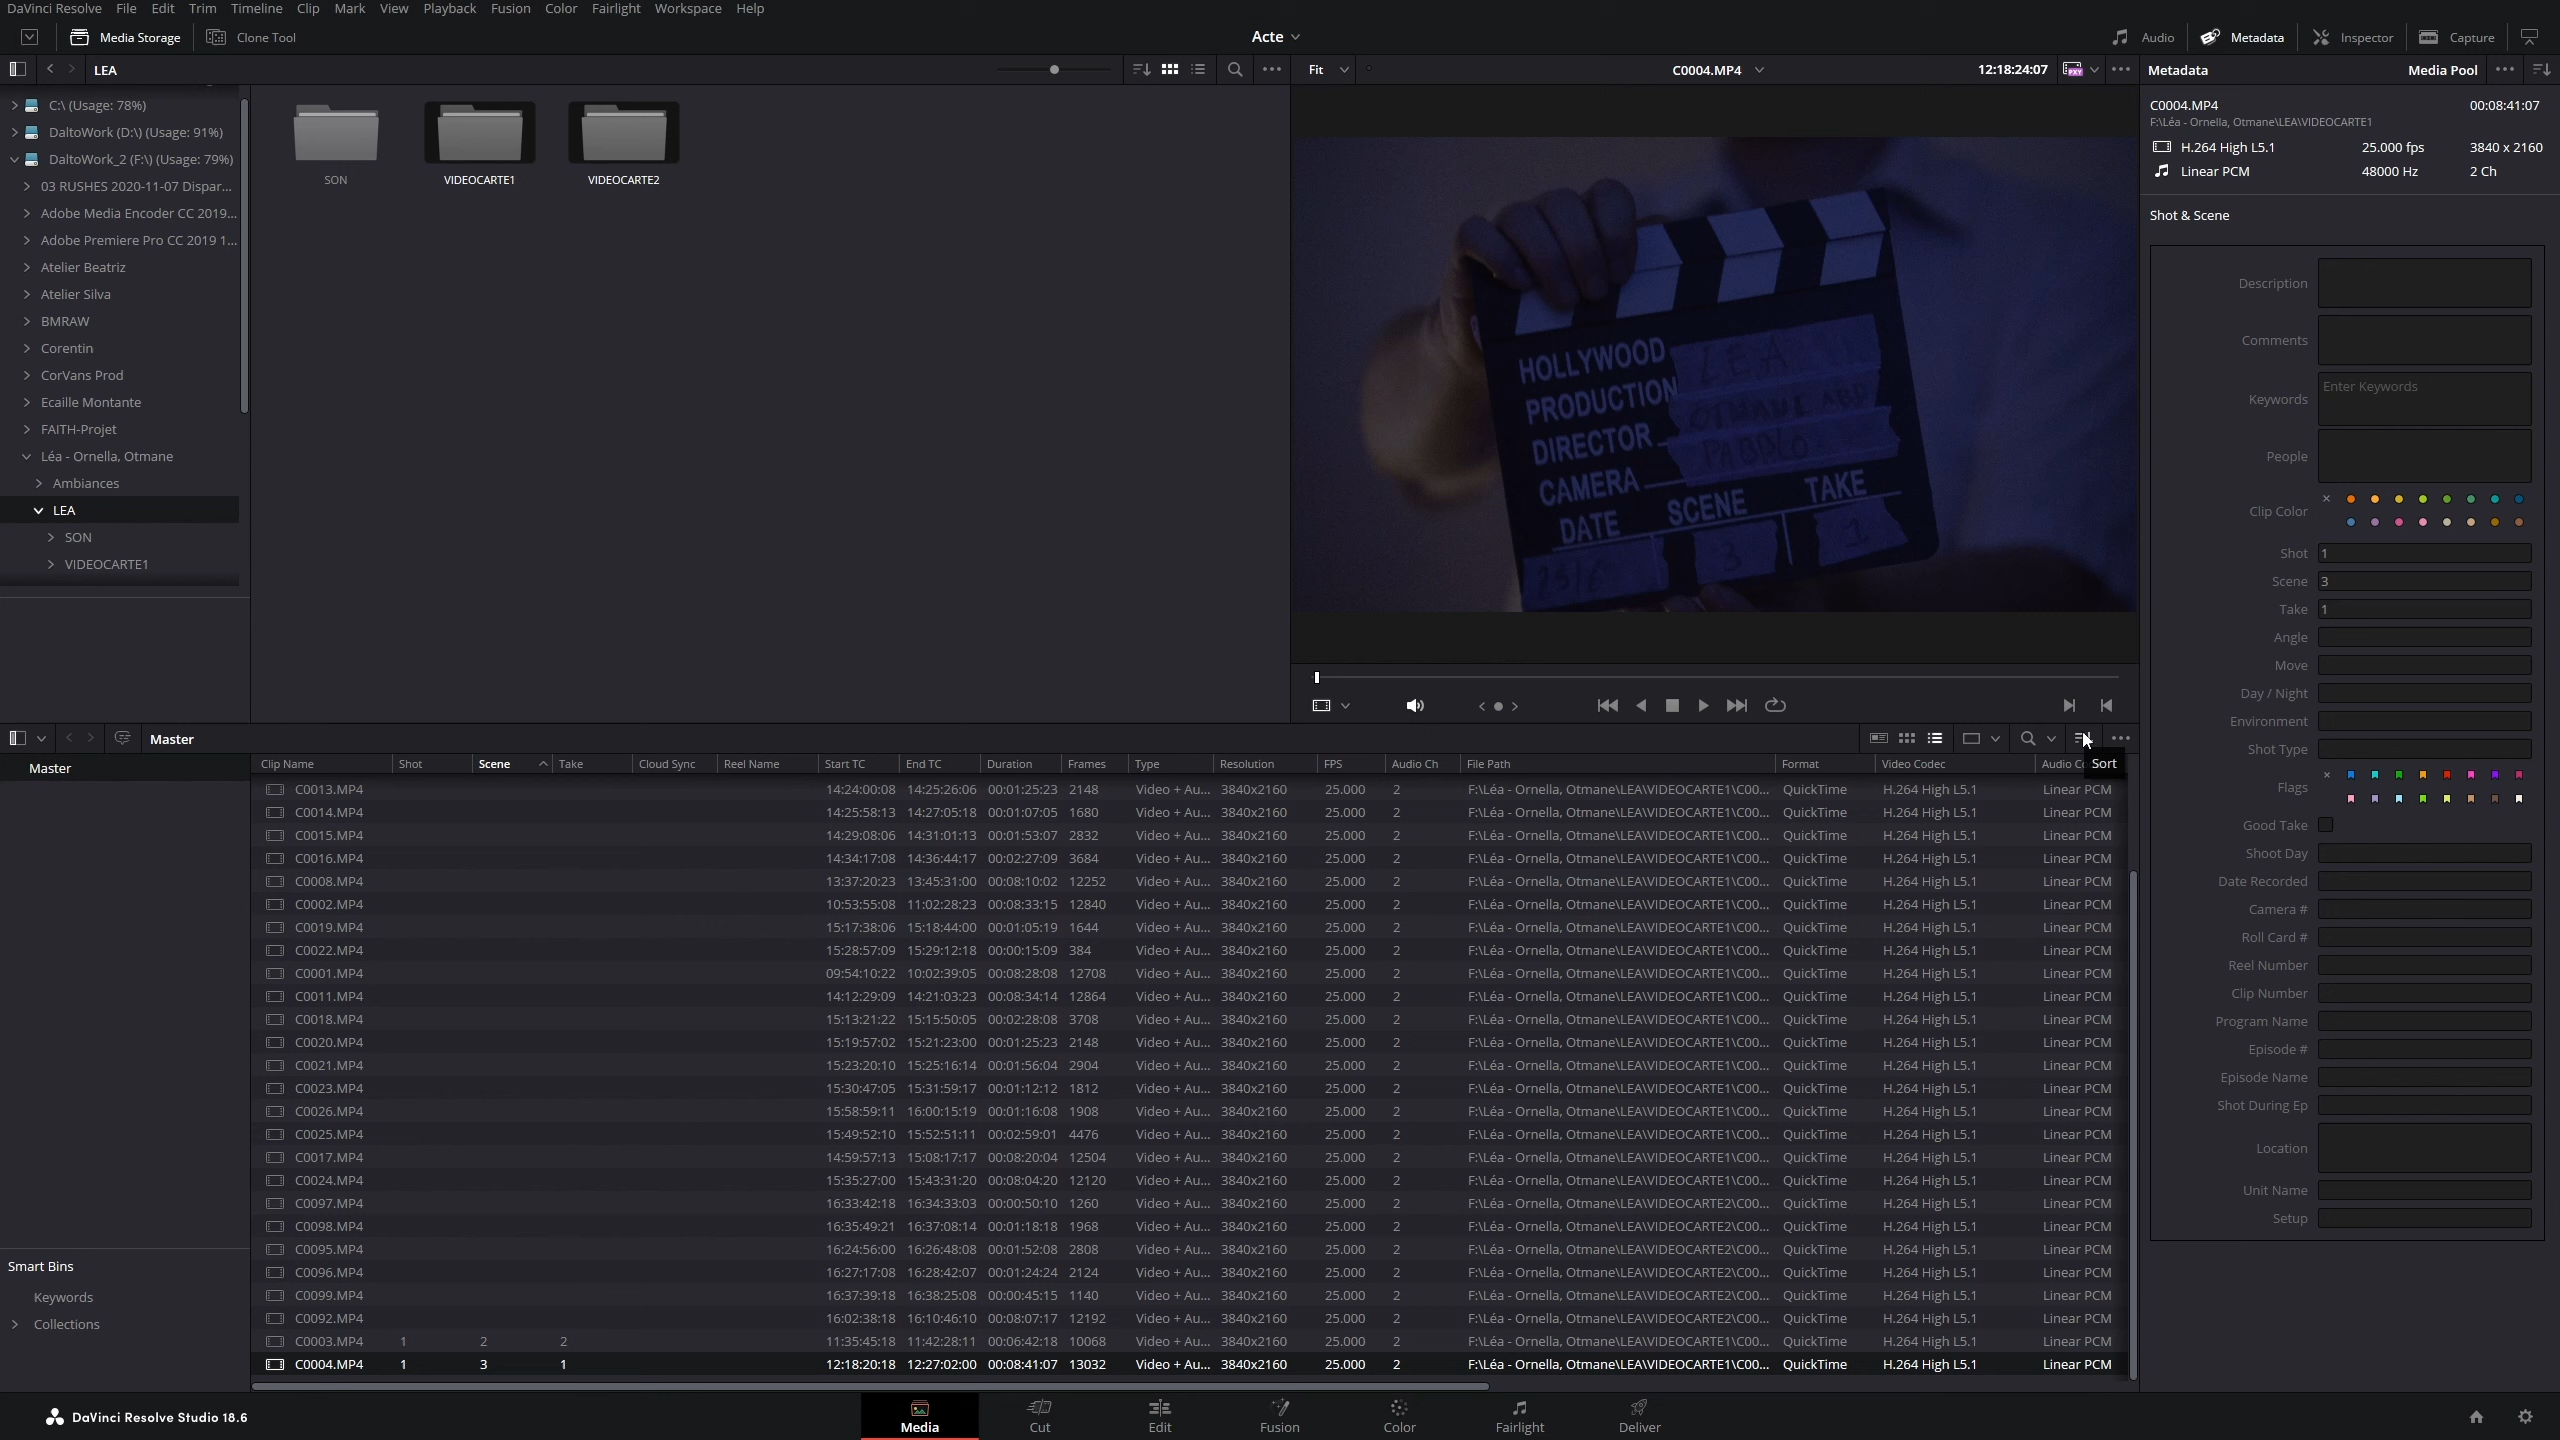 DaVinci Resolve File Edit Trim Timeline Clip Mark View Playback Fusion Color Fairlight Workspace Help
Media Storage Clone Tool Acte Audio Metadata Inspector Capture
LEA Fit C0004.MP4 12:18:24:07 PXY Metadata Media Pool
C:\ (Usage: 78%)
DaltoWork (D:\) (Usage: 91%)
DaltoWork_2 (F:\) (Usage: 79%)
03 RUSHES 2020-11-07 Dispar...
Adobe Media Encoder CC 2019...
Adobe Premiere Pro CC 2019 1...
Atelier Beatriz
Atelier Silva
BMRAW
Corentin
CorVans Prod
Ecaille Montante
FAITH-Projet
Léa - Ornella, Otmane
Ambiances
LEA
SON
VIDEOCARTE1
SON VIDEOCARTE1 VIDEOCARTE2
HOLLYWOOD LEA
PRODUCTION
DIRECTOR
CAMERA
DATE SCENE TAKE
23/6 3 1
C0004.MP4 00:08:41:07
F:\Léa - Ornella, Otmane\LEA\VIDEOCARTE1
H.264 High L5.1 25.000 fps 3840 x 2160
Linear PCM 48000 Hz 2 Ch
Shot & Scene
Description
Comments
Keywords Enter Keywords
People
Clip Color
Shot 1
Scene 3
Take 1
Angle
Move
Day / Night
Environment
Shot Type
Flags
Good Take
Shoot Day
Date Recorded
Camera #
Roll Card #
Reel Number
Clip Number
Program Name
Episode #
Episode Name
Shot During Ep
Location
Unit Name
Setup
Master
Master
Sort
Clip Name Shot Scene Take Cloud Sync Reel Name Start TC End TC Duration Frames Type Resolution FPS Audio Ch File Path Format Video Codec Audio Co
C0013.MP4 14:24:00:08 14:25:26:06 00:01:25:23 2148 Video + Au... 3840x2160 25.000 2 F:\Léa - Ornella, Otmane\LEA\VIDEOCARTE1\C00... QuickTime H.264 High L5.1 Linear PCM
C0014.MP4 14:25:58:13 14:27:05:18 00:01:07:05 1680 Video + Au... 3840x2160 25.000 2 F:\Léa - Ornella, Otmane\LEA\VIDEOCARTE1\C00... QuickTime H.264 High L5.1 Linear PCM
C0015.MP4 14:29:08:06 14:31:01:13 00:01:53:07 2832 Video + Au... 3840x2160 25.000 2 F:\Léa - Ornella, Otmane\LEA\VIDEOCARTE1\C00... QuickTime H.264 High L5.1 Linear PCM
C0016.MP4 14:34:17:08 14:36:44:17 00:02:27:09 3684 Video + Au... 3840x2160 25.000 2 F:\Léa - Ornella, Otmane\LEA\VIDEOCARTE1\C00... QuickTime H.264 High L5.1 Linear PCM
C0008.MP4 13:37:20:23 13:45:31:00 00:08:10:02 12252 Video + Au... 3840x2160 25.000 2 F:\Léa - Ornella, Otmane\LEA\VIDEOCARTE1\C00... QuickTime H.264 High L5.1 Linear PCM
C0002.MP4 10:53:55:08 11:02:28:23 00:08:33:15 12840 Video + Au... 3840x2160 25.000 2 F:\Léa - Ornella, Otmane\LEA\VIDEOCARTE1\C00... QuickTime H.264 High L5.1 Linear PCM
C0019.MP4 15:17:38:06 15:18:44:00 00:01:05:19 1644 Video + Au... 3840x2160 25.000 2 F:\Léa - Ornella, Otmane\LEA\VIDEOCARTE1\C00... QuickTime H.264 High L5.1 Linear PCM
C0022.MP4 15:28:57:09 15:29:12:18 00:00:15:09 384 Video + Au... 3840x2160 25.000 2 F:\Léa - Ornella, Otmane\LEA\VIDEOCARTE1\C00... QuickTime H.264 High L5.1 Linear PCM
C0001.MP4 09:54:10:22 10:02:39:05 00:08:28:08 12708 Video + Au... 3840x2160 25.000 2 F:\Léa - Ornella, Otmane\LEA\VIDEOCARTE1\C00... QuickTime H.264 High L5.1 Linear PCM
C0011.MP4 14:12:29:09 14:21:03:23 00:08:34:14 12864 Video + Au... 3840x2160 25.000 2 F:\Léa - Ornella, Otmane\LEA\VIDEOCARTE1\C00... QuickTime H.264 High L5.1 Linear PCM
C0018.MP4 15:13:21:22 15:15:50:05 00:02:28:08 3708 Video + Au... 3840x2160 25.000 2 F:\Léa - Ornella, Otmane\LEA\VIDEOCARTE1\C00... QuickTime H.264 High L5.1 Linear PCM
C0020.MP4 15:19:57:02 15:21:23:00 00:01:25:23 2148 Video + Au... 3840x2160 25.000 2 F:\Léa - Ornella, Otmane\LEA\VIDEOCARTE1\C00... QuickTime H.264 High L5.1 Linear PCM
C0021.MP4 15:23:20:10 15:25:16:14 00:01:56:04 2904 Video + Au... 3840x2160 25.000 2 F:\Léa - Ornella, Otmane\LEA\VIDEOCARTE1\C00... QuickTime H.264 High L5.1 Linear PCM
C0023.MP4 15:30:47:05 15:31:59:17 00:01:12:12 1812 Video + Au... 3840x2160 25.000 2 F:\Léa - Ornella, Otmane\LEA\VIDEOCARTE1\C00... QuickTime H.264 High L5.1 Linear PCM
C0026.MP4 15:58:59:11 16:00:15:19 00:01:16:08 1908 Video + Au... 3840x2160 25.000 2 F:\Léa - Ornella, Otmane\LEA\VIDEOCARTE1\C00... QuickTime H.264 High L5.1 Linear PCM
C0025.MP4 15:49:52:10 15:52:51:11 00:02:59:01 4476 Video + Au... 3840x2160 25.000 2 F:\Léa - Ornella, Otmane\LEA\VIDEOCARTE1\C00... QuickTime H.264 High L5.1 Linear PCM
C0017.MP4 14:59:57:13 15:08:17:17 00:08:20:04 12504 Video + Au... 3840x2160 25.000 2 F:\Léa - Ornella, Otmane\LEA\VIDEOCARTE1\C00... QuickTime H.264 High L5.1 Linear PCM
C0024.MP4 15:35:27:00 15:43:31:20 00:08:04:20 12120 Video + Au... 3840x2160 25.000 2 F:\Léa - Ornella, Otmane\LEA\VIDEOCARTE1\C00... QuickTime H.264 High L5.1 Linear PCM
C0097.MP4 16:33:42:18 16:34:33:03 00:00:50:10 1260 Video + Au... 3840x2160 25.000 2 F:\Léa - Ornella, Otmane\LEA\VIDEOCARTE2\C00... QuickTime H.264 High L5.1 Linear PCM
C0098.MP4 16:35:49:21 16:37:08:14 00:01:18:18 1968 Video + Au... 3840x2160 25.000 2 F:\Léa - Ornella, Otmane\LEA\VIDEOCARTE2\C00... QuickTime H.264 High L5.1 Linear PCM
C0095.MP4 16:24:56:00 16:26:48:08 00:01:52:08 2808 Video + Au... 3840x2160 25.000 2 F:\Léa - Ornella, Otmane\LEA\VIDEOCARTE2\C00... QuickTime H.264 High L5.1 Linear PCM
C0096.MP4 16:27:17:08 16:28:42:07 00:01:24:24 2124 Video + Au... 3840x2160 25.000 2 F:\Léa - Ornella, Otmane\LEA\VIDEOCARTE2\C00... QuickTime H.264 High L5.1 Linear PCM
C0099.MP4 16:37:39:18 16:38:25:08 00:00:45:15 1140 Video + Au... 3840x2160 25.000 2 F:\Léa - Ornella, Otmane\LEA\VIDEOCARTE2\C00... QuickTime H.264 High L5.1 Linear PCM
C0092.MP4 16:02:38:18 16:10:46:10 00:08:07:17 12192 Video + Au... 3840x2160 25.000 2 F:\Léa - Ornella, Otmane\LEA\VIDEOCARTE2\C00... QuickTime H.264 High L5.1 Linear PCM
C0003.MP4 1 2 2 11:35:45:18 11:42:28:11 00:06:42:18 10068 Video + Au... 3840x2160 25.000 2 F:\Léa - Ornella, Otmane\LEA\VIDEOCARTE1\C00... QuickTime H.264 High L5.1 Linear PCM
C0004.MP4 1 3 1 12:18:20:18 12:27:02:00 00:08:41:07 13032 Video + Au... 3840x2160 25.000 2 F:\Léa - Ornella, Otmane\LEA\VIDEOCARTE1\C00... QuickTime H.264 High L5.1 Linear PCM
Smart Bins
Keywords
Collections
DaVinci Resolve Studio 18.6 Media Cut Edit Fusion Color Fairlight Deliver